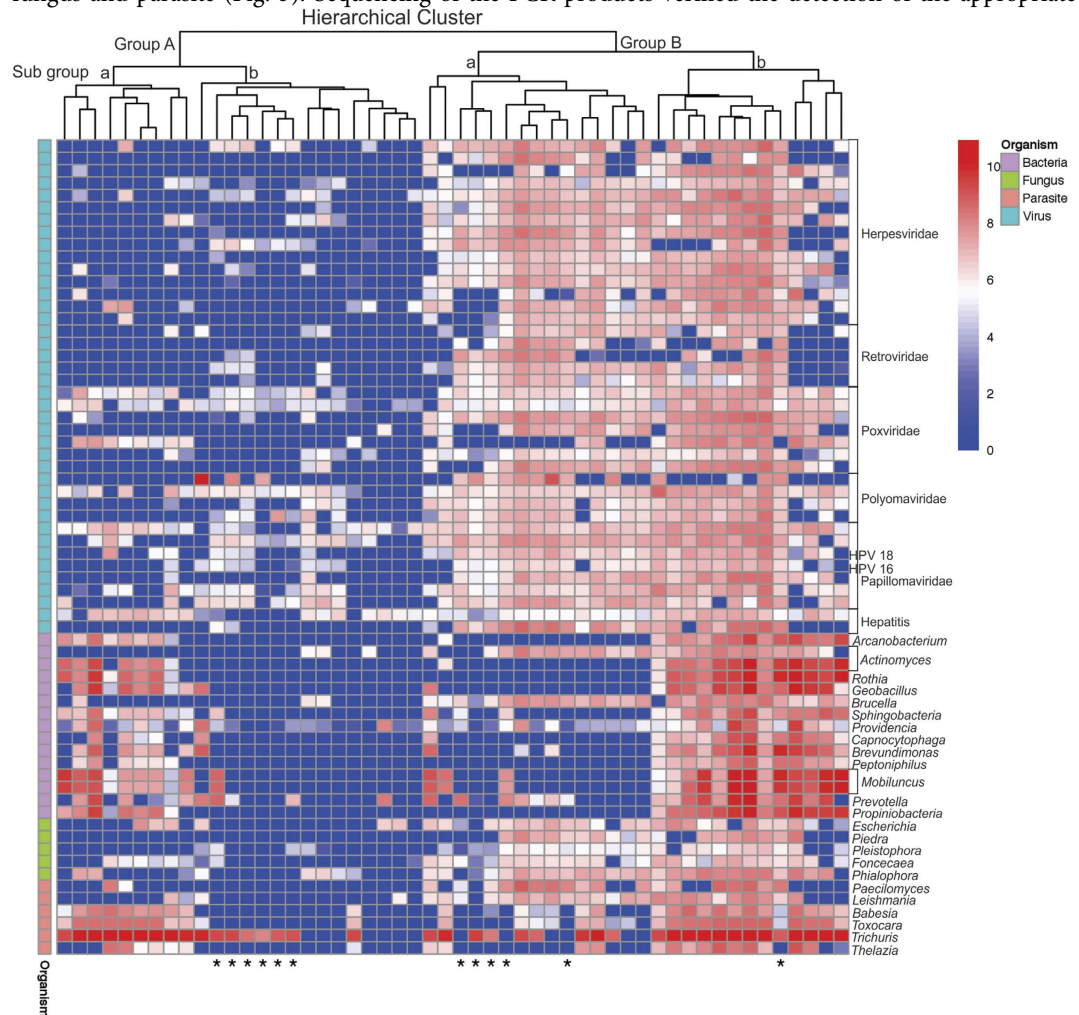 fungus and parasite (Fig. 3). Sequencing of the PCR products verified the detection of the appropriate
Hierarchical Cluster
Group A
Group B
Sub group a
b
a
b
Organism
Bacteria
Fungus
Parasite
Virus
10
8
6
4
2
0
Herpesviridae
Retroviridae
Poxviridae
Polyomaviridae
HPV 18
HPV 16
Papillomaviridae
Hepatitis
Arcanobacterium
Actinomyces
Rothia
Geobacillus
Brucella
Sphingobacteria
Providencia
Capnocytophaga
Brevundimonas
Peptoniphilus
Mobiluncus
Prevotella
Propiniobacteria
Escherichia
Piedra
Pleistophora
Foncecaea
Phialophora
Paecilomyces
Leishmania
Babesia
Toxocara
Trichuris
Thelazia
* * * * * * * * * * * *
Organism